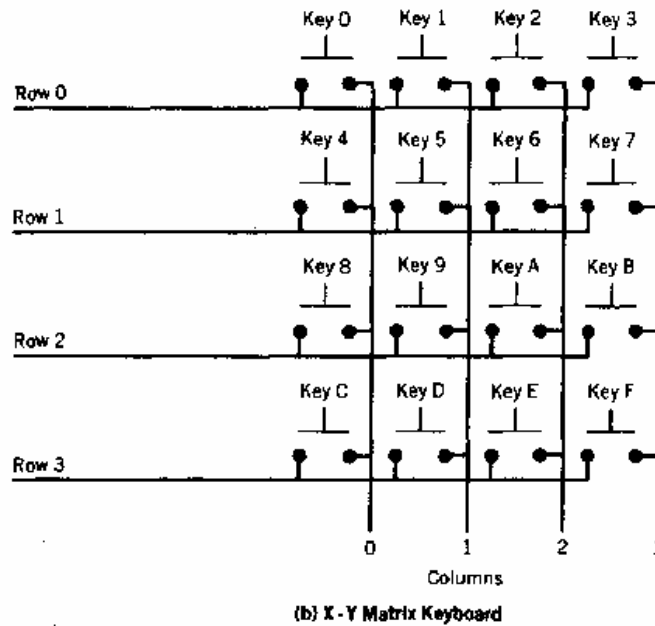 Key 0 Key 1 Key 2 Key 3
Row 0
Key 4 Key 5 Key 6 Key 7
Row 1
Key 8 Key 9 Key A Key B
Row 2
Key C Key D Key E Key F
Row 3
0 1 2
Columns
(b) X-Y Matrix Keyboard